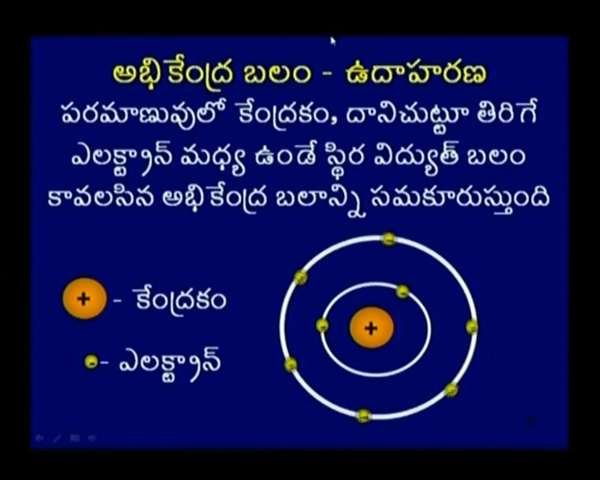 అభికేంద్ర బలం - ఉదాహరణ
పరమాణువులో కేంద్రకం, దానిచుట్టూ తిరిగే
ఎలక్ట్రాన్ మధ్య ఉండే స్థిర విద్యుత్ బలం
కావలసిన అభికేంద్ర బలాన్ని సమకూరుస్తుంది
+ - కేంద్రకం
+
- - ఎలక్ట్రాన్